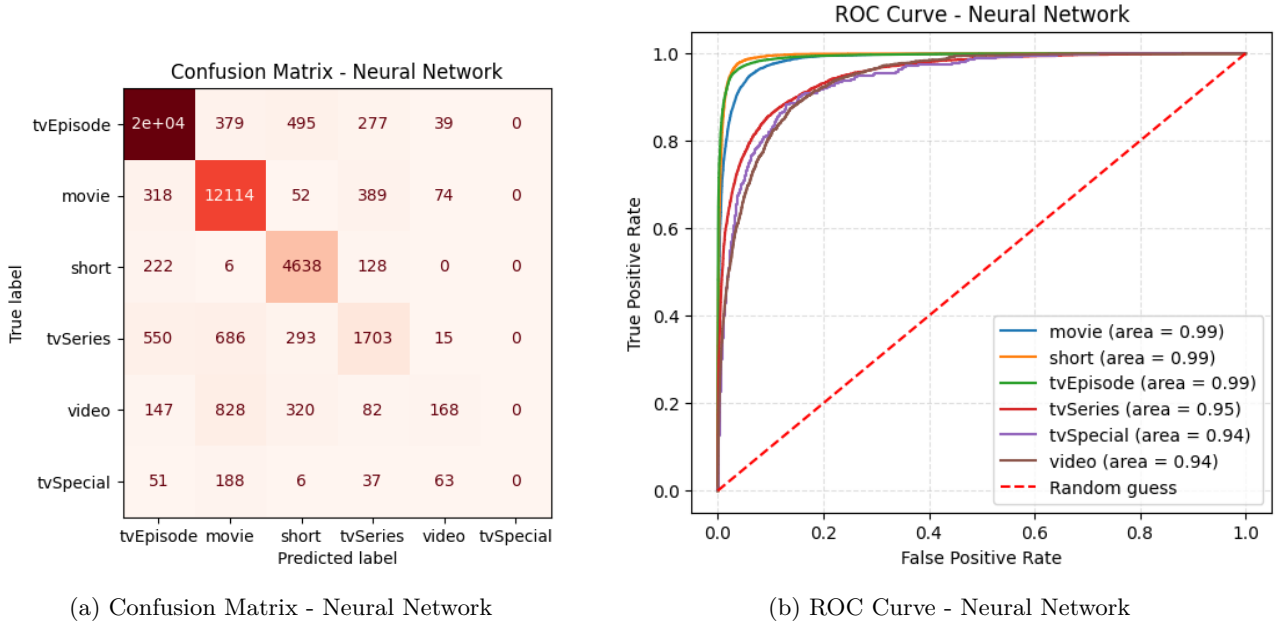 Confusion Matrix - Neural Network
True label
tvEpisode 2e+04 379 495 277 39 0
movie 318 12114 52 389 74 0
short 222 6 4638 128 0 0
tvSeries 550 686 293 1703 15 0
video 147 828 320 82 168 0
tvSpecial 51 188 6 37 63 0
tvEpisode movie short tvSeries video tvSpecial
Predicted label
(a) Confusion Matrix - Neural Network
ROC Curve - Neural Network
True Positive Rate
1.0
0.8
0.6
0.4
0.2
0.0
movie (area = 0.99)
short (area = 0.99)
tvEpisode (area = 0.99)
tvSeries (area = 0.95)
tvSpecial (area = 0.94)
video (area = 0.94)
Random guess
0.0 0.2 0.4 0.6 0.8 1.0
False Positive Rate
(b) ROC Curve - Neural Network